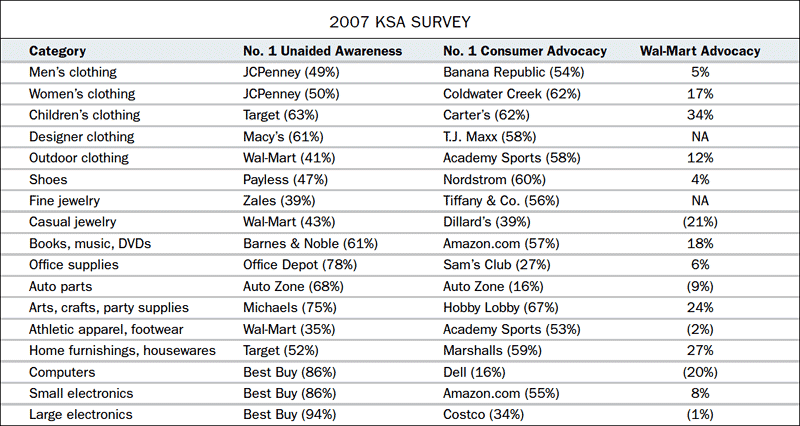 2007 KSA SURVEY
Category No. 1 Unaided Awareness No. 1 Consumer Advocacy Wal-Mart Advocacy
Men’s clothing JCPenney (49%) Banana Republic (54%) 5%
Women’s clothing JCPenney (50%) Coldwater Creek (62%) 17%
Children’s clothing Target (63%) Carter’s (62%) 34%
Designer clothing Macy’s (61%) T.J. Maxx (58%) NA
Outdoor clothing Wal-Mart (41%) Academy Sports (58%) 12%
Shoes Payless (47%) Nordstrom (60%) 4%
Fine jewelry Zales (39%) Tiffany & Co. (56%) NA
Casual jewelry Wal-Mart (43%) Dillard’s (39%) (21%)
Books, music, DVDs Barnes & Noble (61%) Amazon.com (57%) 18%
Office supplies Office Depot (78%) Sam’s Club (27%) 6%
Auto parts Auto Zone (68%) Auto Zone (16%) (9%)
Arts, crafts, party supplies Michaels (75%) Hobby Lobby (67%) 24%
Athletic apparel, footwear Wal-Mart (35%) Academy Sports (53%) (2%)
Home furnishings, housewares Target (52%) Marshalls (59%) 27%
Computers Best Buy (86%) Dell (16%) (20%)
Small electronics Best Buy (86%) Amazon.com (55%) 8%
Large electronics Best Buy (94%) Costco (34%) (1%)